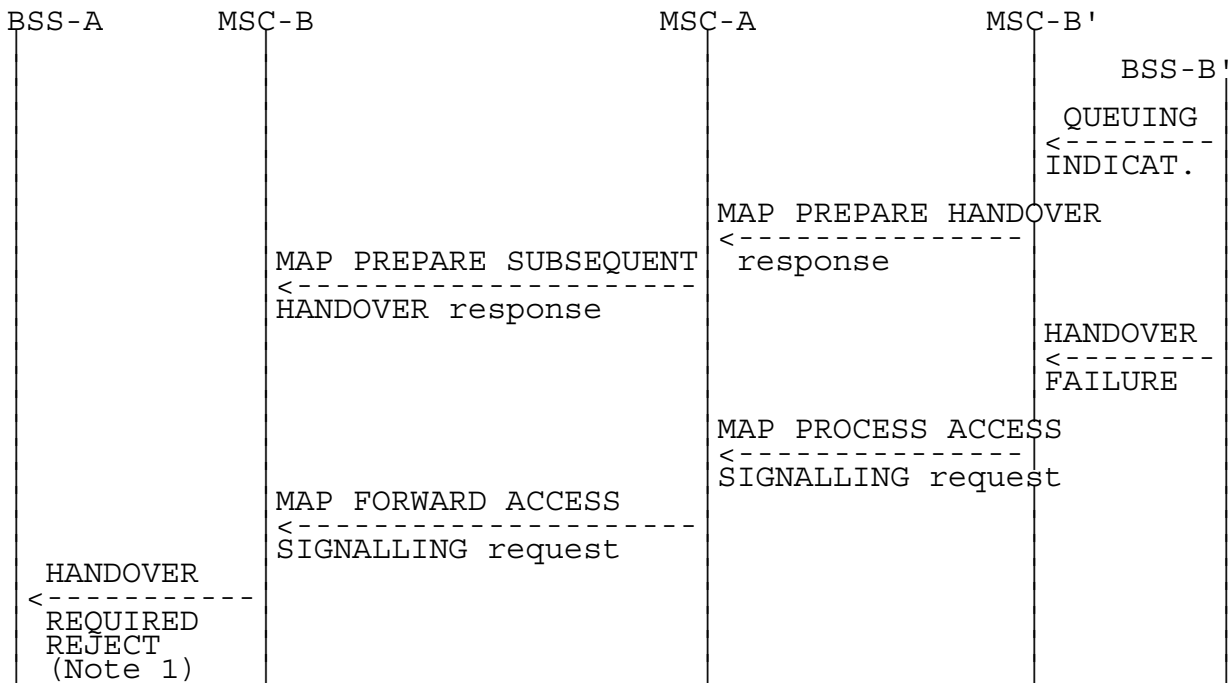 BSS-A MSC-B MSC-A MSC-B'
BSS-B'
QUEUING
<---------
INDICAT.
MAP PREPARE HANDOVER
<---------------
response
MAP PREPARE SUBSEQUENT
<---------------------
HANDOVER response
HANDOVER
<---------
FAILURE
MAP PROCESS ACCESS
<---------------
SIGNALLING request
MAP FORWARD ACCESS
<---------------------
SIGNALLING request
HANDOVER
<-----------
REQUIRED
REJECT
(Note 1)